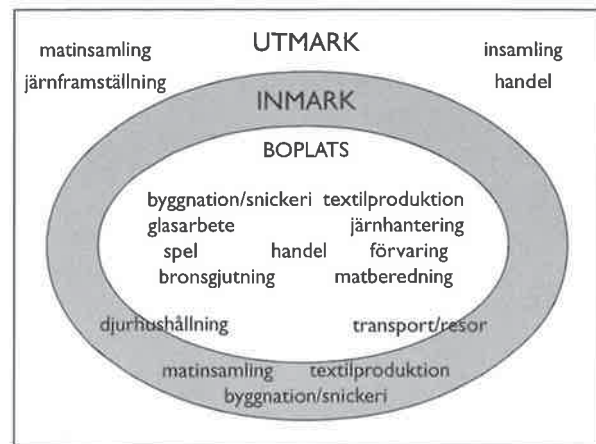 UTMARK
matinsamling insamling
järnframställning handel
INMARK
BOPLATS
byggnation/snickeri textilproduktion
glasarbete järnhantering
spel handel förvaring
bronsgjutning matberedning
djurhushållning transport/resor
matinsamling textilproduktion
byggnation/snickeri